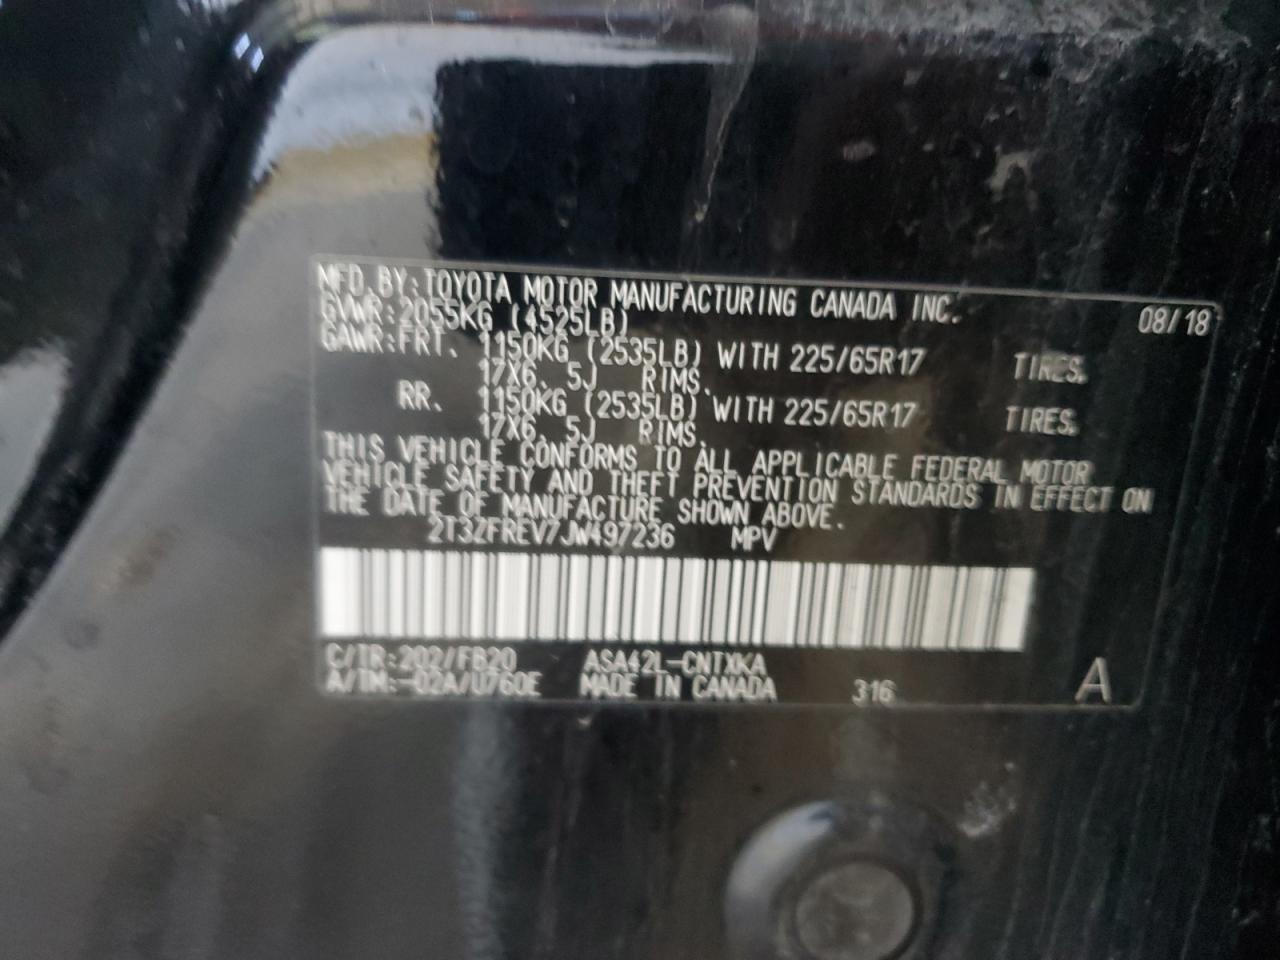 MFD. BY: TOYOTA MOTOR MANUFACTURING CANADA INC. 08/18
GVWR: 2055KG (4525LB)
GAWR: FRT. 1150KG (2535LB) WITH 225/65R17 TIRES,
17X6. 5J RIMS.
RR. 1150KG (2535LB) WITH 225/65R17 TIRES,
17X6. 5J RIMS.
THIS VEHICLE CONFORMS TO ALL APPLICABLE FEDERAL MOTOR
VEHICLE SAFETY AND THEFT PREVENTION STANDARDS IN EFFECT ON
THE DATE OF MANUFACTURE SHOWN ABOVE.
2T3ZFREV7JW497236 MPV
C/TR: 202/FB20 ASA42L-CNTXKA
A/TM: -02A/U760E MADE IN CANADA 316 A